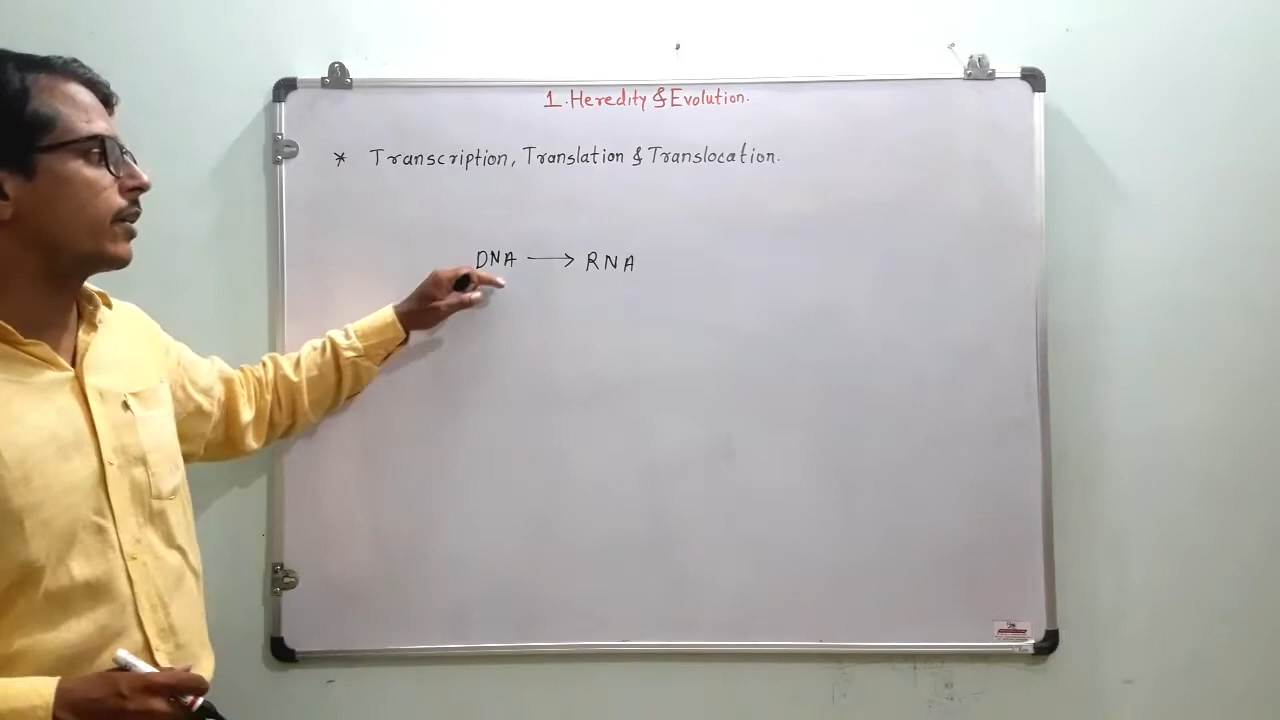 1. Heredity & Evolution.
* Transcription, Translation & Translocation.
DNA → RNA